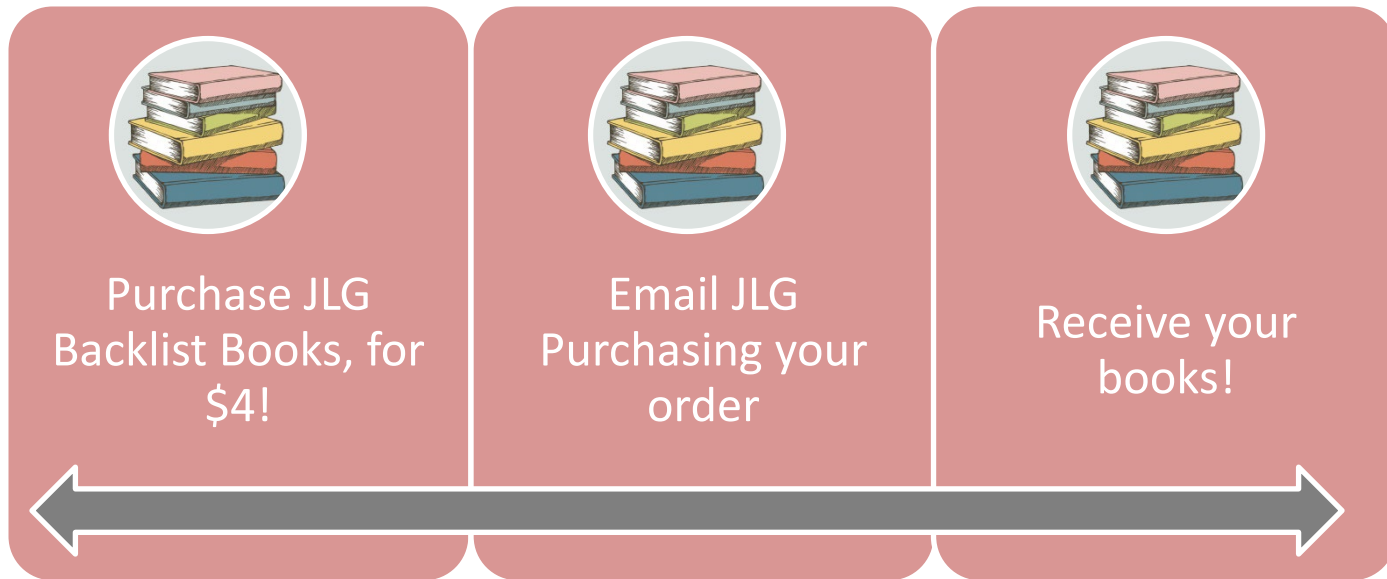 Purchase JLG
Backlist Books, for
$4!
Email JLG
Purchasing your
order
Receive your
books!